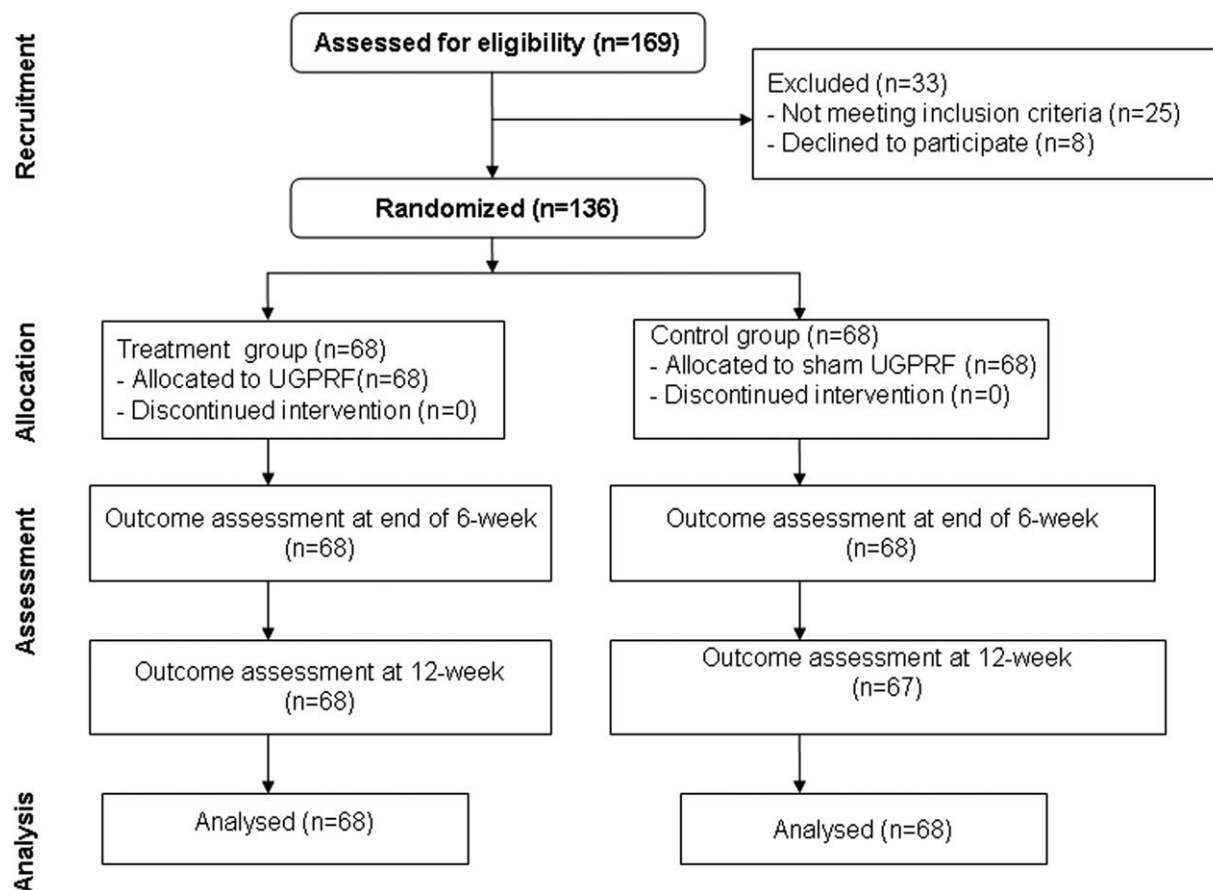 Recruitment
Assessed for eligibility (n=169)
Excluded (n=33)
- Not meeting inclusion criteria (n=25)
- Declined to participate (n=8)
Randomized (n=136)
Allocation
Treatment group (n=68)
- Allocated to UGPRF(n=68)
- Discontinued intervention (n=0)
Control group (n=68)
- Allocated to sham UGPRF (n=68)
- Discontinued intervention (n=0)
Assessment
Outcome assessment at end of 6-week
(n=68)
Outcome assessment at end of 6-week
(n=68)
Outcome assessment at 12-week
(n=68)
Outcome assessment at 12-week
(n=67)
Analysis
Analysed (n=68)
Analysed (n=68)